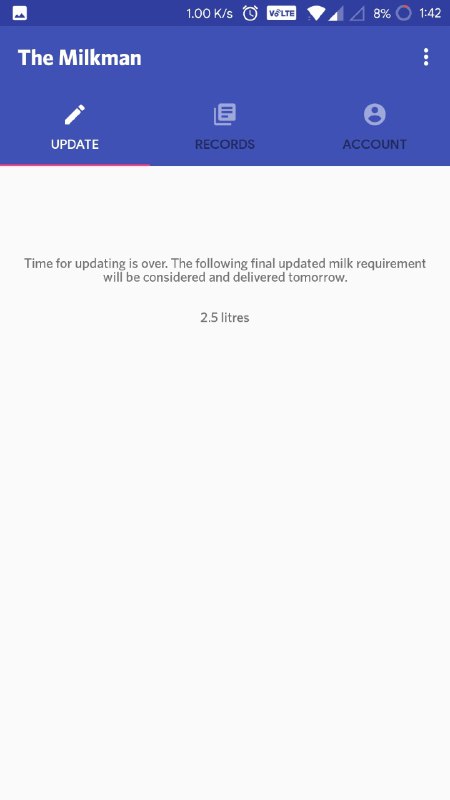 1.00 K/s VoLTE 8% 1:42
The Milkman
UPDATE RECORDS ACCOUNT
Time for updating is over. The following final updated milk requirement
will be considered and delivered tomorrow.
2.5 litres